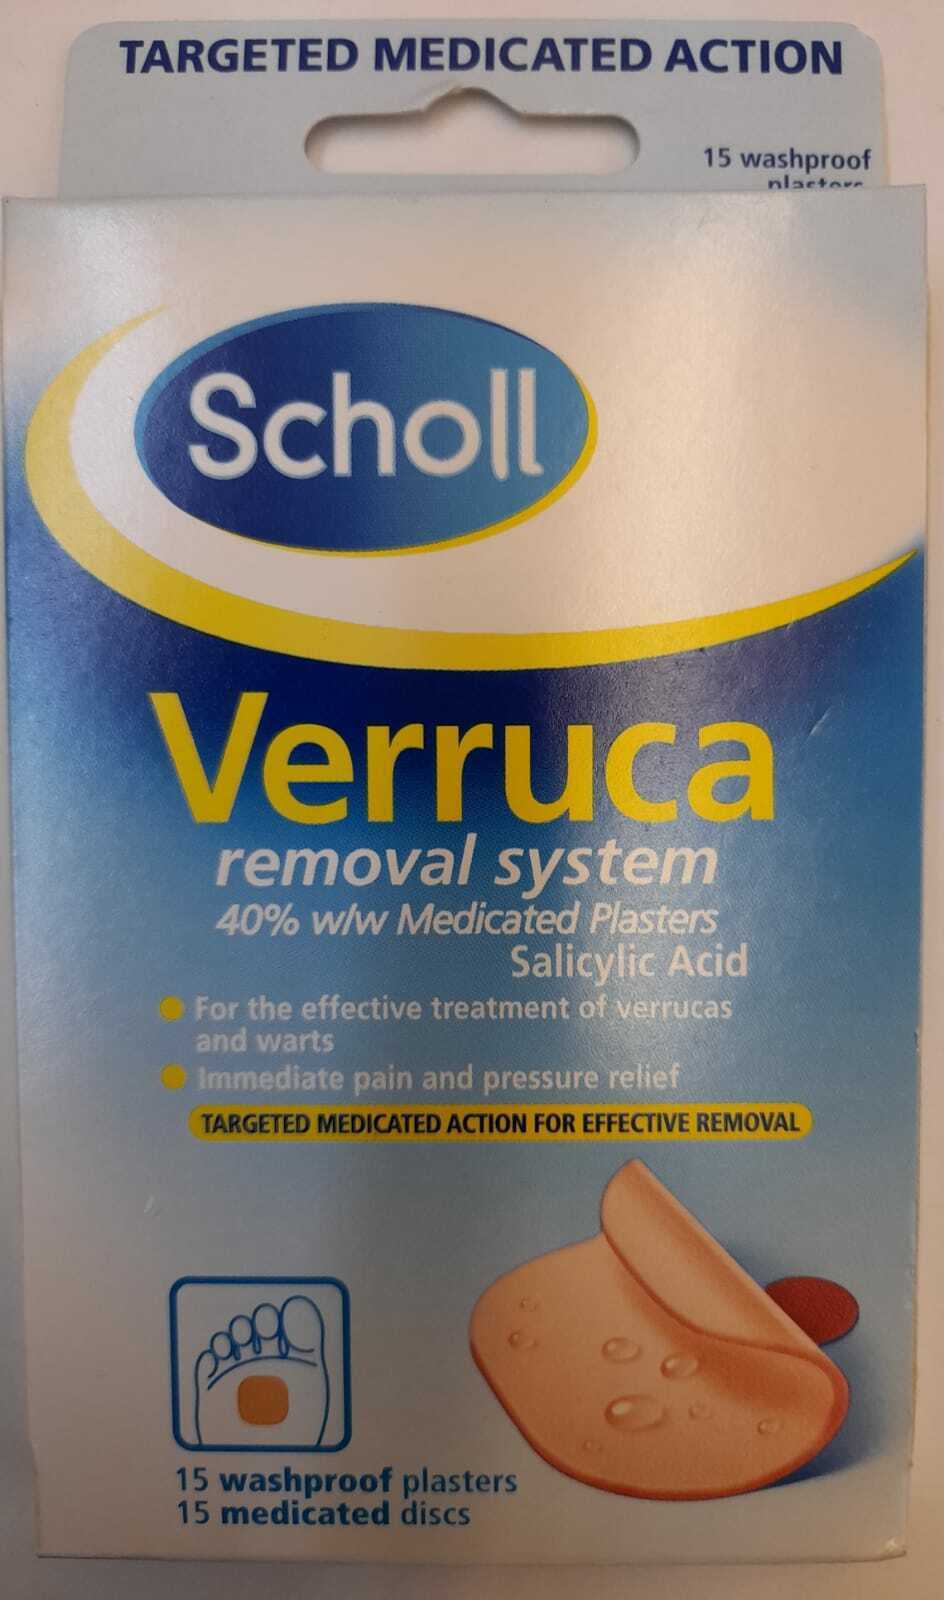 TARGETED MEDICATED ACTION
15 washproof
plasters
Scholl
Verruca
removal system
40% w/w Medicated Plasters
Salicylic Acid
For the effective treatment of verrucas
and warts
Immediate pain and pressure relief
TARGETED MEDICATED ACTION FOR EFFECTIVE REMOVAL
15 washproof plasters
15 medicated discs